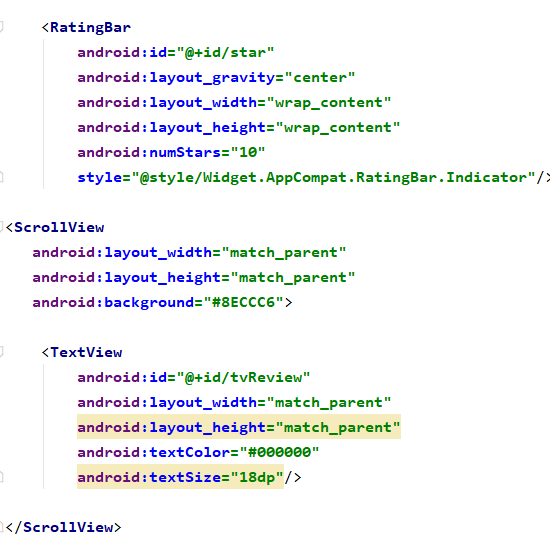 <RatingBar
android:id="@+id/star"
android:layout_gravity="center"
android:layout_width="wrap_content"
android:layout_height="wrap_content"
android:numStars="10"
style="@style/Widget.AppCompat.RatingBar.Indicator"/>
<ScrollView
android:layout_width="match_parent"
android:layout_height="match_parent"
android:background="#8ECCC6">
<TextView
android:id="@+id/tvReview"
android:layout_width="match_parent"
android:layout_height="match_parent"
android:textColor="#000000"
android:textSize="18dp"/>
</ScrollView>